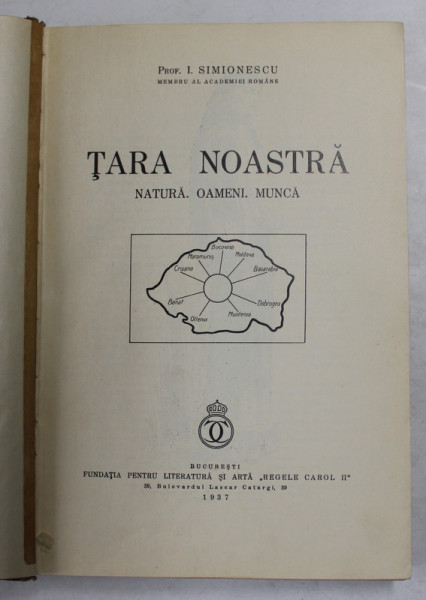 PROF. I. SIMIONESCU
MEMBRU AL ACADEMIEI ROMÂNE
ŢARA NOASTRĂ
NATURĂ. OAMENI. MUNCĂ
Bucovina
Maramureş
Moldova
Crişana
Basarabia
Banat
Dobrogea
Oltenia
Muntenia
BUCUREŞTI
FUNDAŢIA PENTRU LITERATURĂ ŞI ARTĂ „REGELE CAROL II"
39, Bulevardul Lascar Catargi, 39
1937